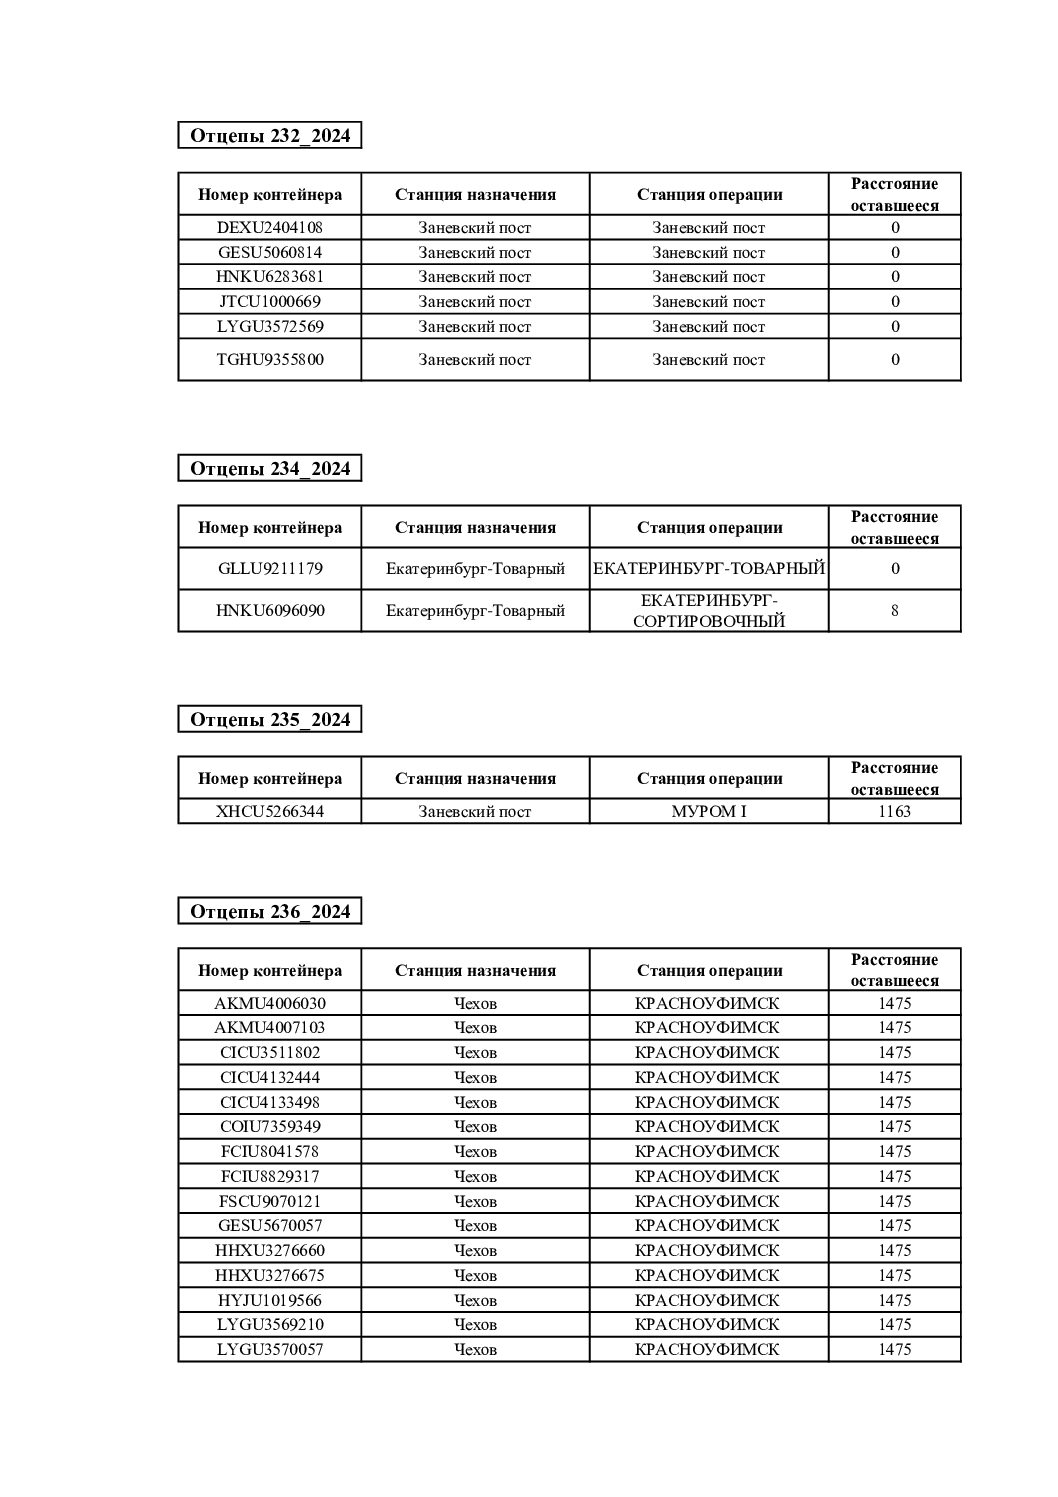 Отцепы 232_2024
Номер контейнера Станция назначения Станция операции Расстояние оставшееся
DEXU2404108 Заневский пост Заневский пост 0
GESU5060814 Заневский пост Заневский пост 0
HNKU6283681 Заневский пост Заневский пост 0
JTCU1000669 Заневский пост Заневский пост 0
LYGU3572569 Заневский пост Заневский пост 0
TGHU9355800 Заневский пост Заневский пост 0
Отцепы 234_2024
Номер контейнера Станция назначения Станция операции Расстояние оставшееся
GLLU9211179 Екатеринбург-Товарный ЕКАТЕРИНБУРГ-ТОВАРНЫЙ 0
HNKU6096090 Екатеринбург-Товарный ЕКАТЕРИНБУРГ-СОРТИРОВОЧНЫЙ 8
Отцепы 235_2024
Номер контейнера Станция назначения Станция операции Расстояние оставшееся
XHCU5266344 Заневский пост МУРОМ I 1163
Отцепы 236_2024
Номер контейнера Станция назначения Станция операции Расстояние оставшееся
AKMU4006030 Чехов КРАСНОУФИМСК 1475
AKMU4007103 Чехов КРАСНОУФИМСК 1475
CICU3511802 Чехов КРАСНОУФИМСК 1475
CICU4132444 Чехов КРАСНОУФИМСК 1475
CICU4133498 Чехов КРАСНОУФИМСК 1475
COIU7359349 Чехов КРАСНОУФИМСК 1475
FCIU8041578 Чехов КРАСНОУФИМСК 1475
FCIU8829317 Чехов КРАСНОУФИМСК 1475
FSCU9070121 Чехов КРАСНОУФИМСК 1475
GESU5670057 Чехов КРАСНОУФИМСК 1475
HHXU3276660 Чехов КРАСНОУФИМСК 1475
HHXU3276675 Чехов КРАСНОУФИМСК 1475
HYJU1019566 Чехов КРАСНОУФИМСК 1475
LYGU3569210 Чехов КРАСНОУФИМСК 1475
LYGU3570057 Чехов КРАСНОУФИМСК 1475